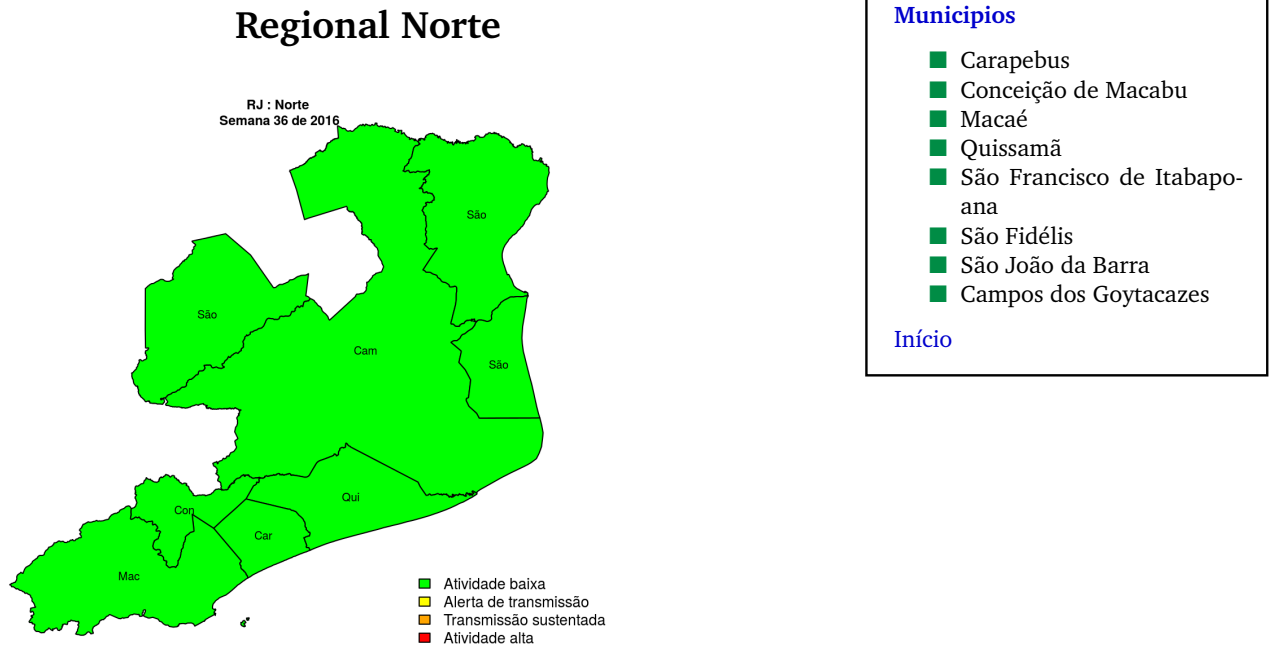 Regional Norte
RJ : Norte
Semana 36 de 2016
São
São
Cam
São
Qui
Con
Car
Mac
Atividade baixa
Alerta de transmissão
Transmissão sustentada
Atividade alta
Municipios
Carapebus
Conceição de Macabu
Macaé
Quissamã
São Francisco de Itabapo-
ana
São Fidélis
São João da Barra
Campos dos Goytacazes
Início